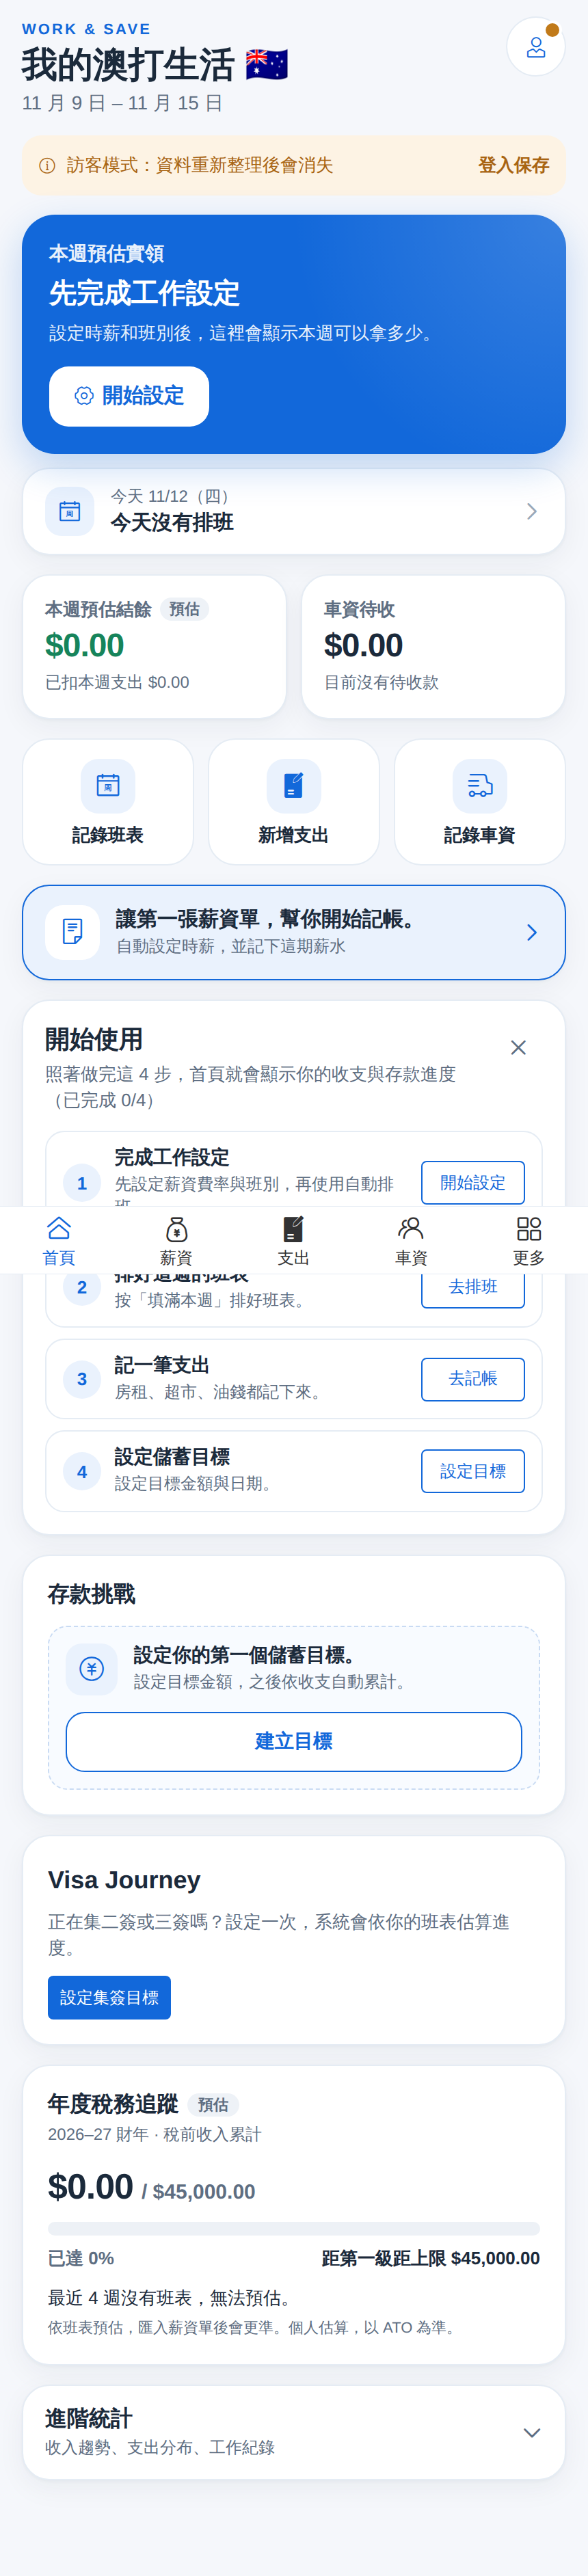 WORK & SAVE
我的澳打生活 🇦🇺
11 月 9 日 – 11 月 15 日
訪客模式：資料重新整理後會消失
登入保存
本週預估實領
先完成工作設定
設定時薪和班別後，這裡會顯示本週可以拿多少。
開始設定
周
今天 11/12（四）
今天沒有排班
本週預估結餘 預估
$0.00
已扣本週支出 $0.00
車資待收
$0.00
目前沒有待收款
周
記錄班表
新增支出
記錄車資
讓第一張薪資單，幫你開始記帳。
自動設定時薪，並記下這期薪水
開始使用
照著做完這 4 步，首頁就會顯示你的收支與存款進度
（已完成 0/4）
1
完成工作設定
先設定薪資費率與班別，再使用自動排
開始設定
首頁
薪資
支出
車資
更多
2
排好這週的班表
按「填滿本週」排好班表。
去排班
3
記一筆支出
房租、超市、油錢都記下來。
去記帳
4
設定儲蓄目標
設定目標金額與日期。
設定目標
存款挑戰
¥
設定你的第一個儲蓄目標。
設定目標金額，之後依收支自動累計。
建立目標
Visa Journey
正在集二簽或三簽嗎？設定一次，系統會依你的班表估算進
度。
設定集簽目標
年度稅務追蹤 預估
2026–27 財年 · 稅前收入累計
$0.00 / $45,000.00
已達 0%
距第一級距上限 $45,000.00
最近 4 週沒有班表，無法預估。
依班表預估，匯入薪資單後會更準。個人估算，以 ATO 為準。
進階統計
收入趨勢、支出分布、工作紀錄